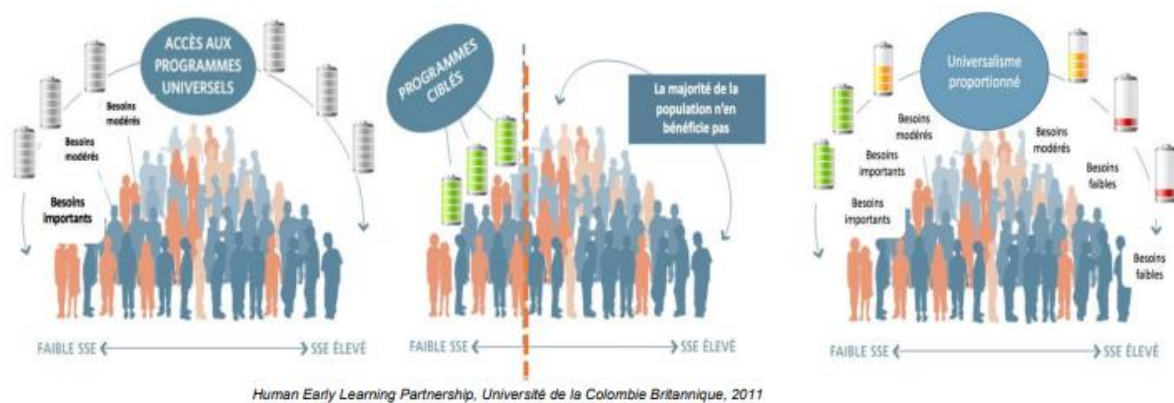 ACCÈS AUX
PROGRAMMES
UNIVERSELS
Besoins
modérés
Besoins
modérés
Besoins
importants
FAIBLE SSE
SSE ÉLEVÉ
PROGRAMMES
CIBLÉS
La majorité de la
population n'en
bénéficie pas
FAIBLE SSE
SSE ÉLEVÉ
Universalisme
proportionné
Besoins
modérés
Besoins
importants
Besoins
importants
Besoins
modérés
Besoins
faibles
Besoins
faibles
FAIBLE SSE
SSE ÉLEVÉ
Human Early Learning Partnership, Université de la Colombie Britannique, 2011